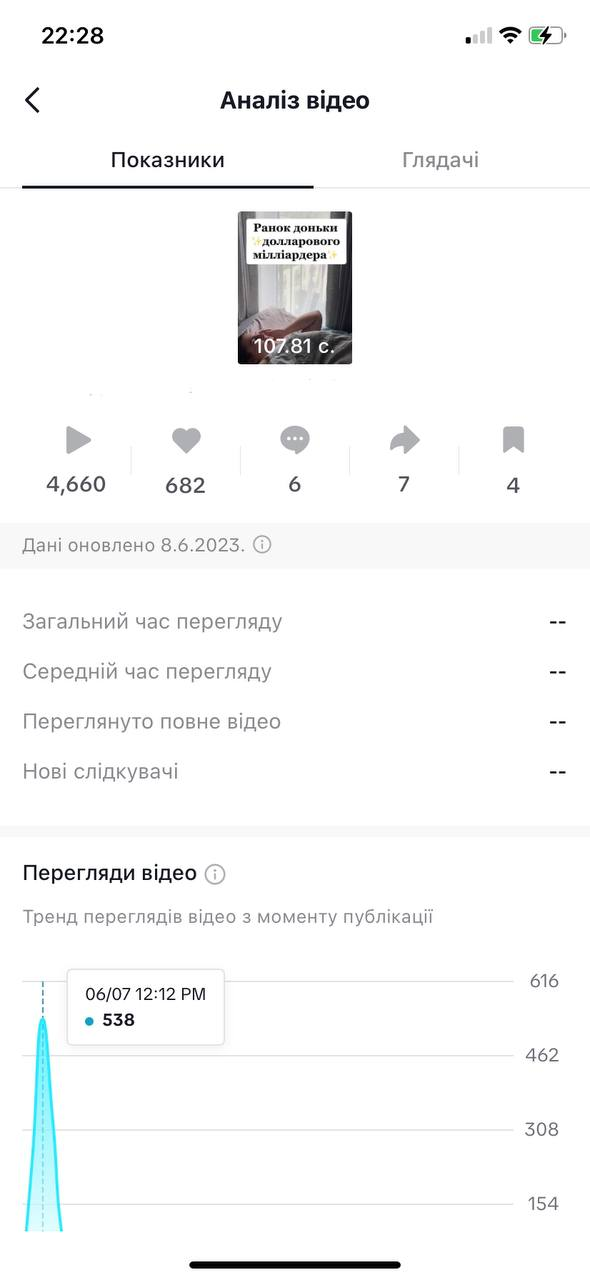 22:28
Аналіз відео
Показники
Глядачі
Ранок доньки
✨долларового
мілліардера✨
107.81 с.
4,660
682
6
7
4
Дані оновлено 8.6.2023.
Загальний час перегляду
--
Середній час перегляду
--
Переглянуто повне відео
--
Нові слідкувачі
--
Перегляди відео
Тренд переглядів відео з моменту публікації
06/07 12:12 PM
538
616
462
308
154